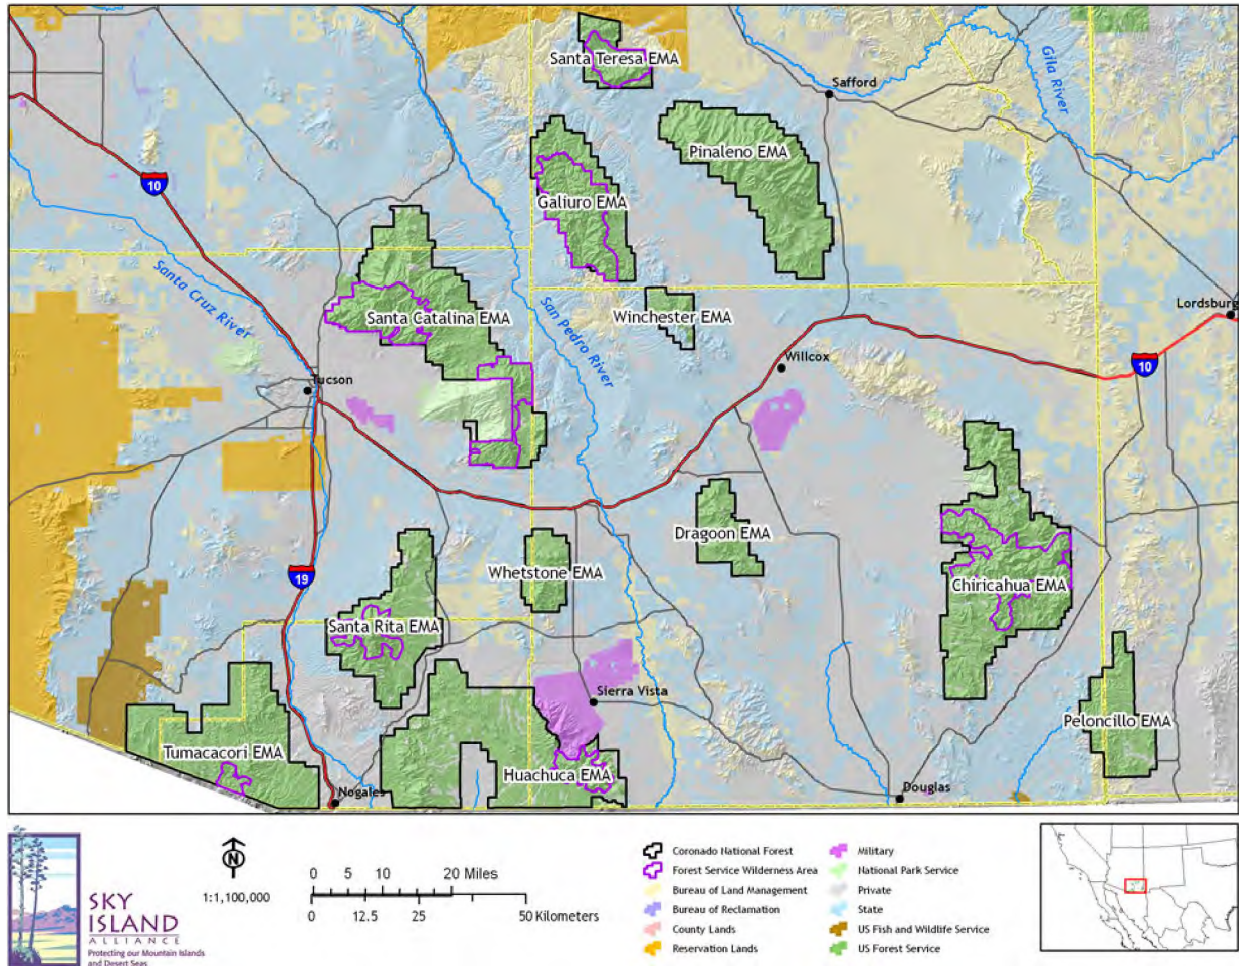 Santa Teresa EMA
Safford
Gila River
Pinaleno EMA
10
Galiuro EMA
Santa Cruz River
San Pedro River
Santa Catalina EMA
Winchester EMA
Lordsburg
Willcox
10
Tucson
Dragoon EMA
Whetstone EMA
19
Chiricahua EMA
Santa Rita EMA
Sierra Vista
Peloncillo EMA
Tumacacori EMA
Huachuca EMA
Nogales
Douglas
SKY
ISLAND
ALLIANCE
Protecting our Mountain Islands
and Desert Seas
N
1:1,100,000
0 5 10 20 Miles
0 12.5 25 50 Kilometers
Coronado National Forest
Forest Service Wilderness Area
Bureau of Land Management
Bureau of Reclamation
County Lands
Reservation Lands
Military
National Park Service
Private
State
US Fish and Wildlife Service
US Forest Service